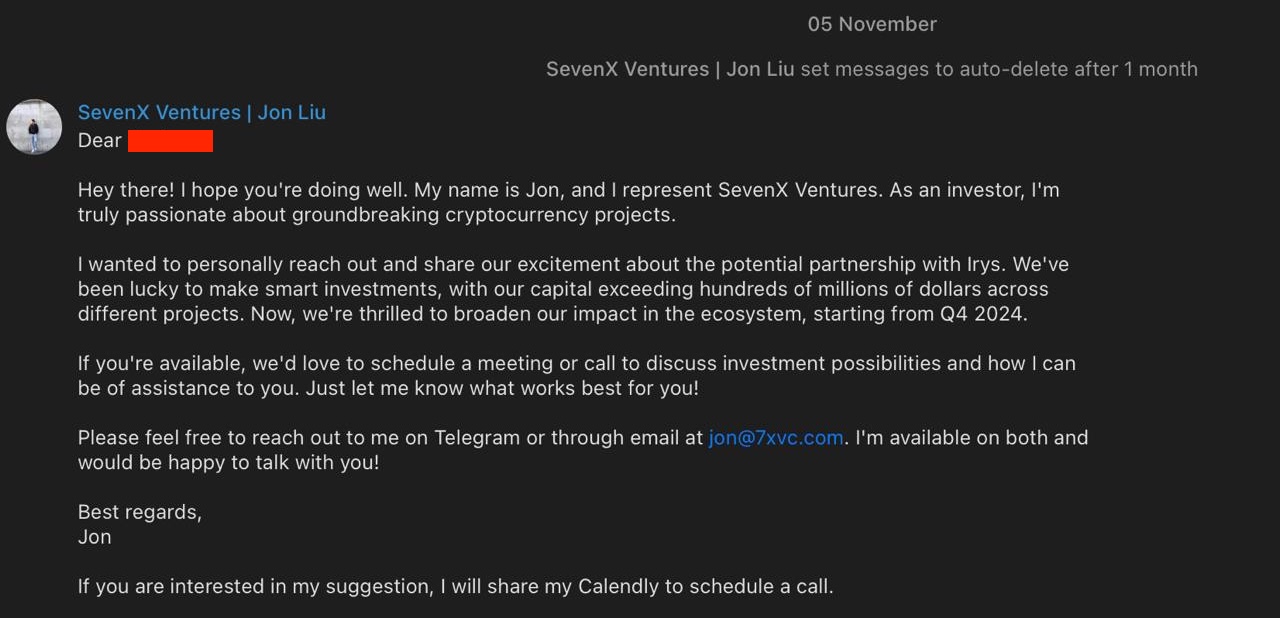 05 November
SevenX Ventures | Jon Liu set messages to auto-delete after 1 month
SevenX Ventures | Jon Liu
Dear
Hey there! I hope you're doing well. My name is Jon, and I represent SevenX Ventures. As an investor, I'm
truly passionate about groundbreaking cryptocurrency projects.
I wanted to personally reach out and share our excitement about the potential partnership with Irys. We've
been lucky to make smart investments, with our capital exceeding hundreds of millions of dollars across
different projects. Now, we're thrilled to broaden our impact in the ecosystem, starting from Q4 2024.
If you're available, we'd love to schedule a meeting or call to discuss investment possibilities and how I can
be of assistance to you. Just let me know what works best for you!
Please feel free to reach out to me on Telegram or through email at jon@7xvc.com. I'm available on both and
would be happy to talk with you!
Best regards,
Jon
If you are interested in my suggestion, I will share my Calendly to schedule a call.